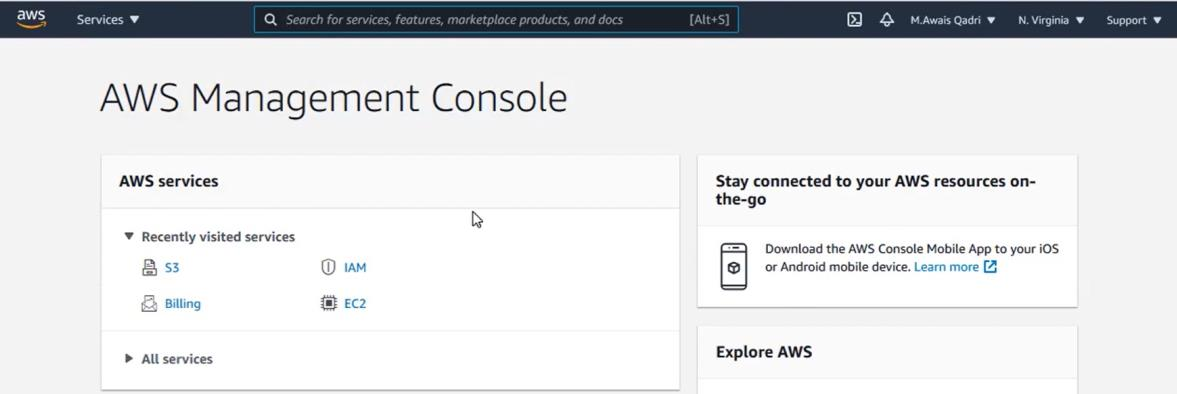 aws
Services
Search for services, features, marketplace products, and docs
[Alt+S]
M.Awais Qadri
N. Virginia
Support
AWS Management Console
AWS services
Recently visited services
S3
IAM
Billing
EC2
All services
Stay connected to your AWS resources on-
the-go
Download the AWS Console Mobile App to your iOS
or Android mobile device. Learn more
Explore AWS